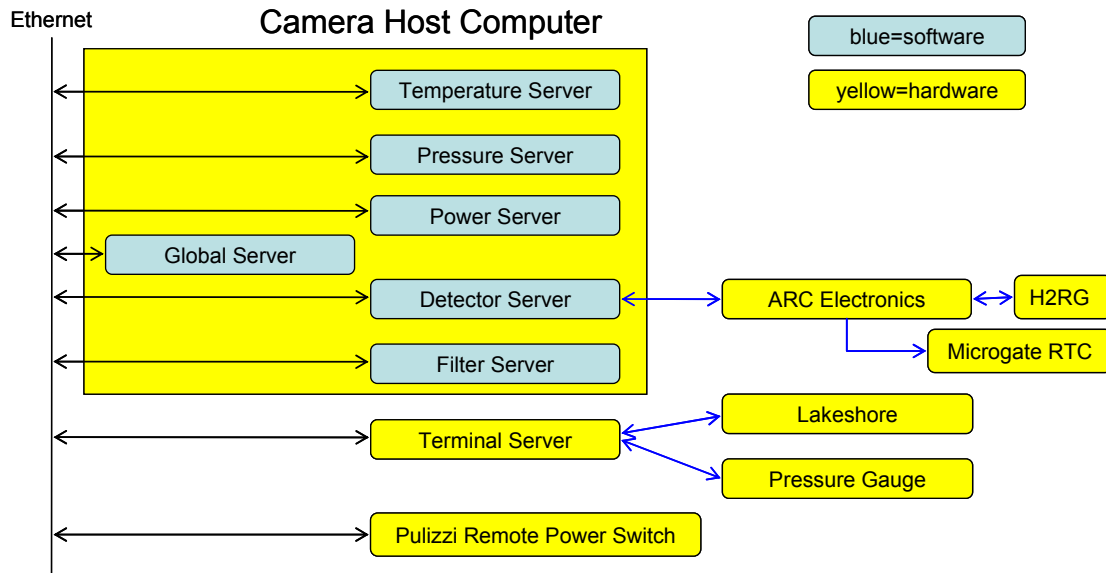 Ethernet
Camera Host Computer
blue=software
yellow=hardware
Temperature Server
Pressure Server
Power Server
Global Server
Detector Server
ARC Electronics
H2RG
Microgate RTC
Filter Server
Lakeshore
Terminal Server
Pressure Gauge
Pulizzi Remote Power Switch